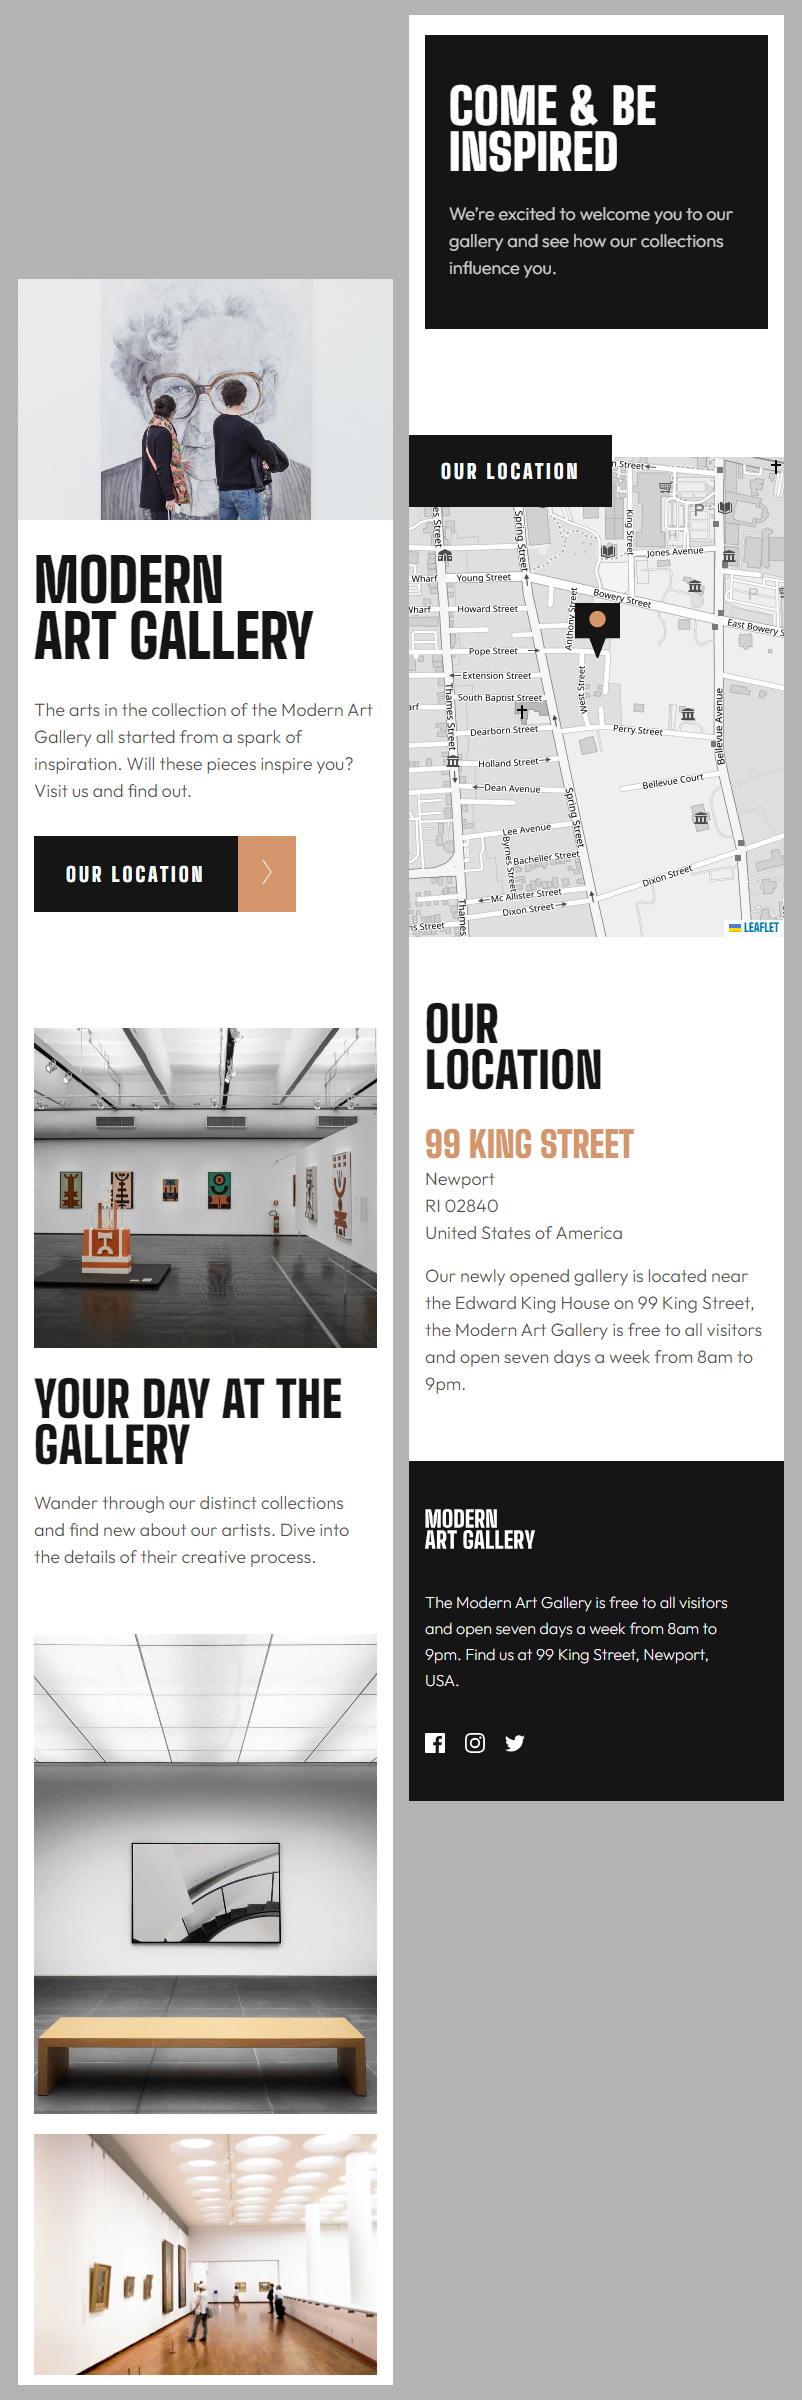 MODERN
ART GALLERY
The arts in the collection of the Modern Art
Gallery all started from a spark of
inspiration. Will these pieces inspire you?
Visit us and find out.
OUR LOCATION
YOUR DAY AT THE
GALLERY
Wander through our distinct collections
and find new about our artists. Dive into
the details of their creative process.
COME & BE
INSPIRED
We’re excited to welcome you to our
gallery and see how our collections
influence you.
OUR LOCATION
n Street
es Street
Spring Street
King Street
P
Jones Avenue
Wharf
Young Street
P
Bowery Street
Wharf
Howard Street
Anthony Street
East Bowery S
Pope Street
Extension Street
West Street
Thames Street
South Baptist Street
arf
Bellevue Avenue
Dearborn Street
Perry Street
Holland Street
Bellevue Court
Dean Avenue
Spring Street
Lee Avenue
Byrnes Street
Bacheller Street
Dixon Street
Mc Allister Street
Thames
Dixon Street
ns Street
LEAFLET
OUR
LOCATION
99 KING STREET
Newport
RI 02840
United States of America
Our newly opened gallery is located near
the Edward King House on 99 King Street,
the Modern Art Gallery is free to all visitors
and open seven days a week from 8am to
9pm.
MODERN
ART GALLERY
The Modern Art Gallery is free to all visitors
and open seven days a week from 8am to
9pm. Find us at 99 King Street, Newport,
USA.